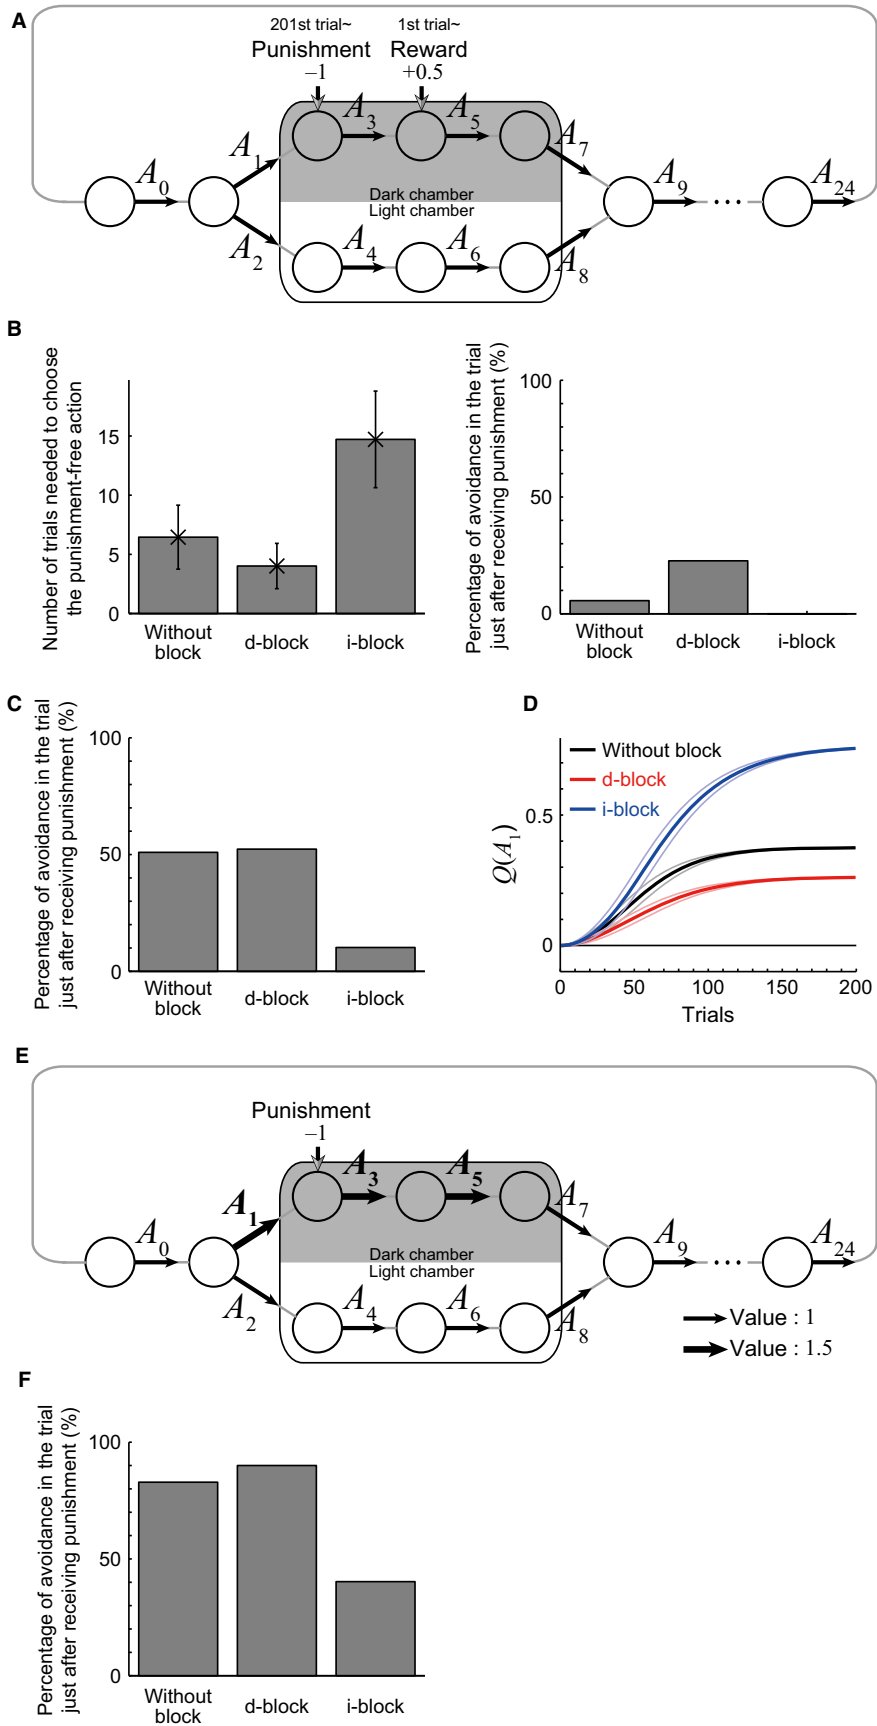 A
201st trial~
1st trial~
Punishment
Reward
–1
+0.5
A0
A1
A2
A3
A4
A5
A6
A7
A8
A9
A24
Dark chamber
Light chamber
B
Number of trials needed to choose
the punishment-free action
15
10
5
0
Without
block
d-block
i-block
Percentage of avoidance in the trial
just after receiving punishment (%)
100
50
0
Without
block
d-block
i-block
C
Percentage of avoidance in the trial
just after receiving punishment (%)
100
50
0
Without
block
d-block
i-block
D
Without block
d-block
i-block
Q(A1)
0.5
0
0
50
100
150
200
Trials
E
Punishment
–1
A0
A1
A2
A3
A4
A5
A6
A7
A8
A9
A24
Dark chamber
Light chamber
Value : 1
Value : 1.5
F
Percentage of avoidance in the trial
just after receiving punishment (%)
100
50
0
Without
block
d-block
i-block